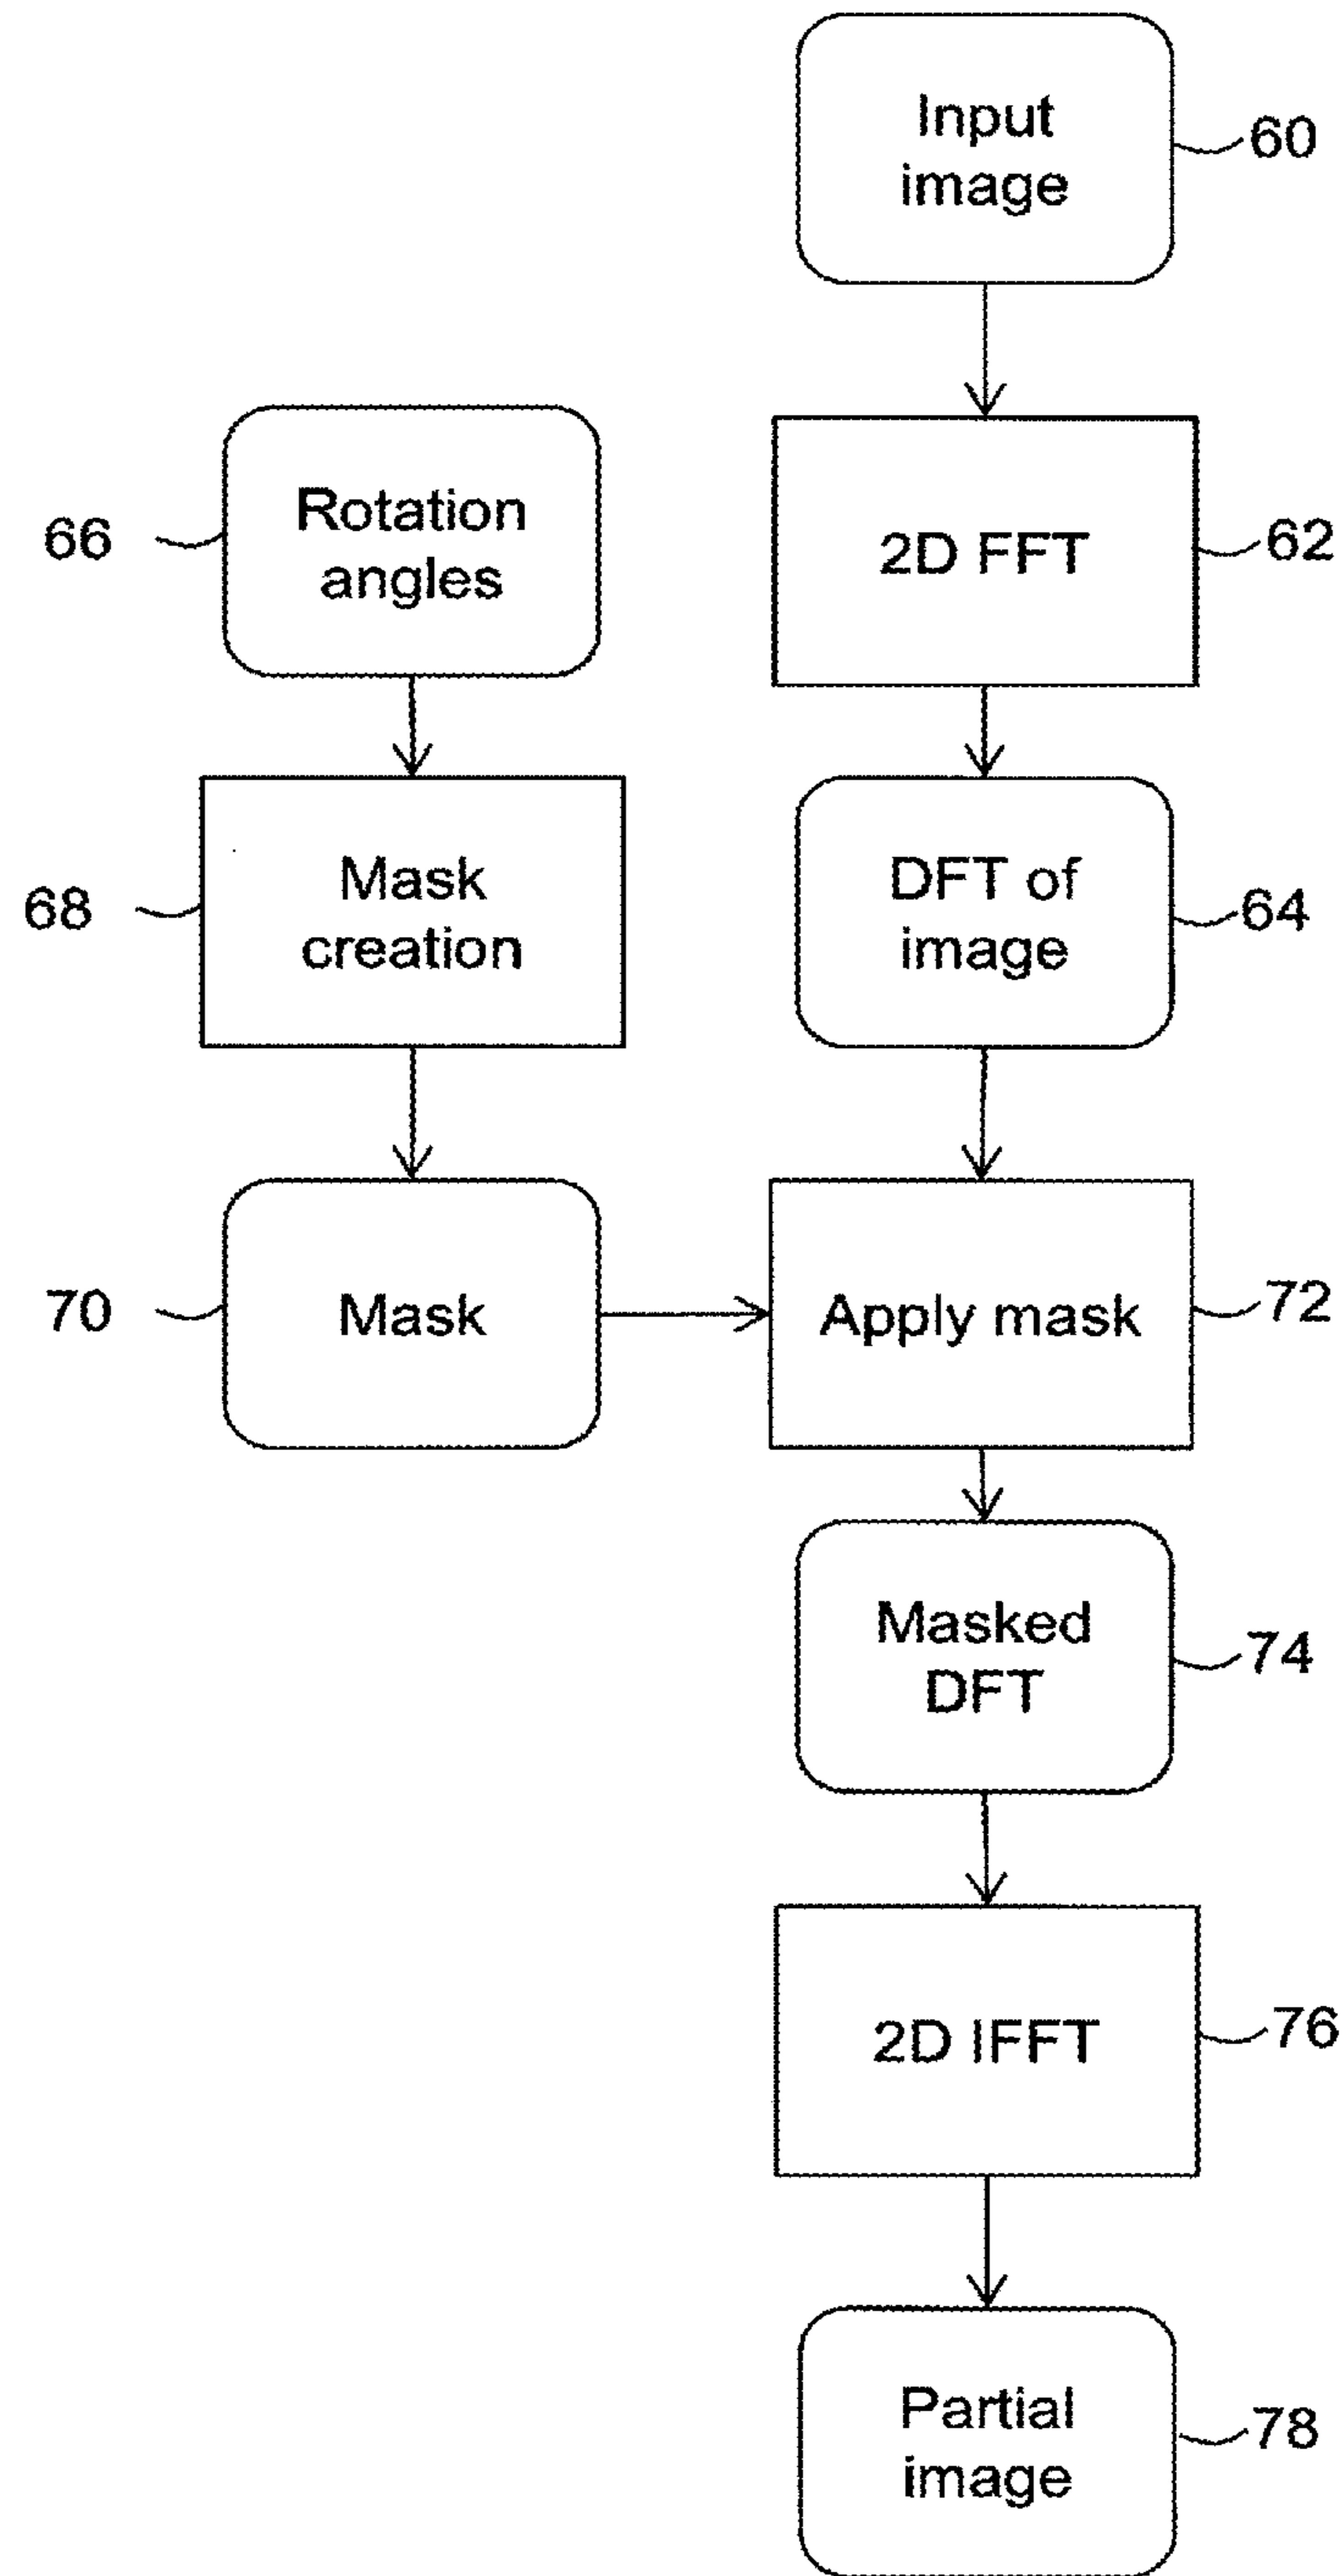 Input
image
60
Rotation
angles
66
2D FFT
62
Mask
creation
68
DFT of
image
64
Mask
70
Apply mask
72
Masked
DFT
74
2D IFFT
76
Partial
image
78